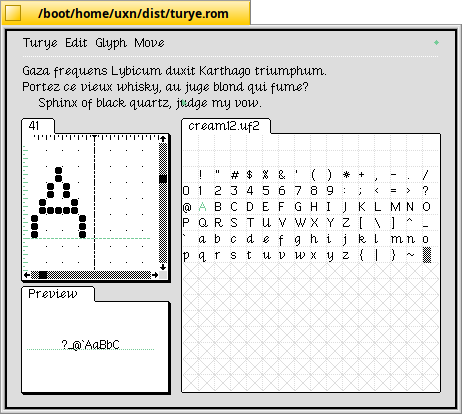 /boot/home/uxn/dist/turye.rom
Turye Edit Glyph Move
Gaza frequens Lybicum duxit Karthago triumphum.
Portez ce vieux whisky, au juge blond qui fume?
Sphinx of black quartz, judge my vow.
41
cream12.uf2
! " # $ % & ' ( ) * + , - . /
0 1 2 3 4 5 6 7 8 9 : ; < = > ?
@ A B C D E F G H I J K L M N O
P Q R S T U V W X Y Z [ \ ] ^ _
` a b c d e f g h i j k l m n o
p q r s t u v w x y z { | } ~
A
Preview
?_@`AaBbC